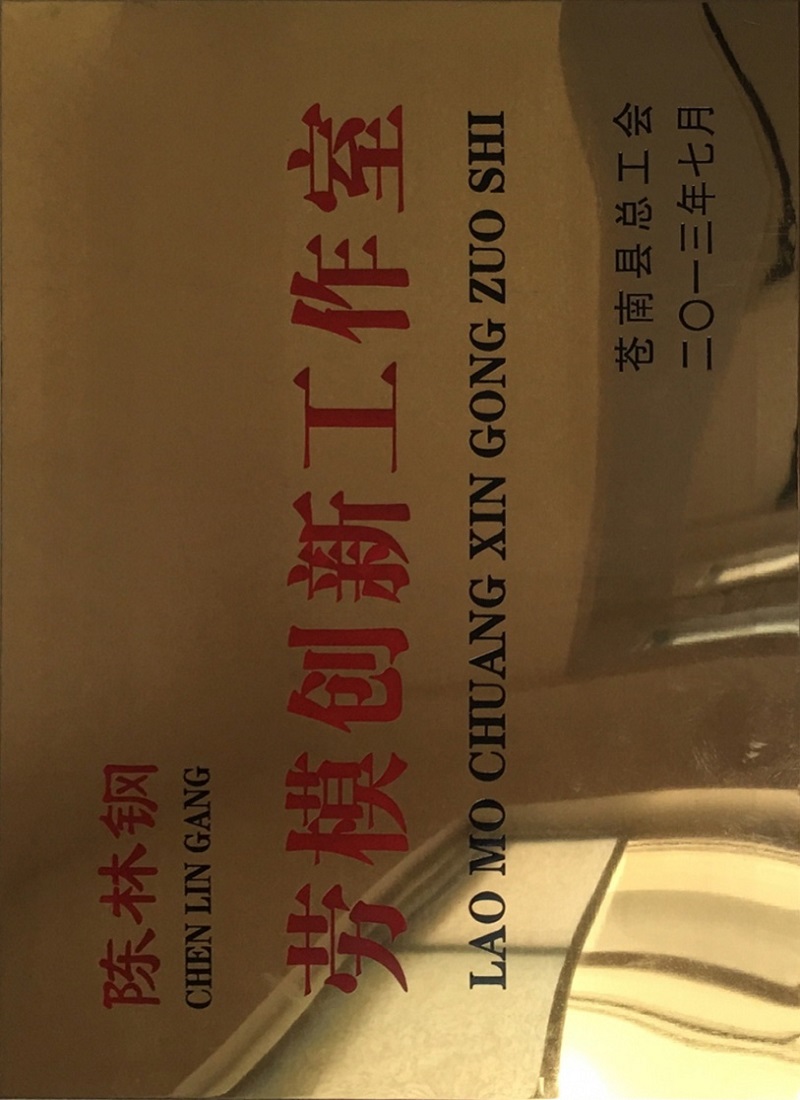 陈林钢
CHEN LIN GANG
劳模创新工作室
LAO MO CHUANG XIN GONG ZUO SHI
苍南县总工会
二〇一三年七月